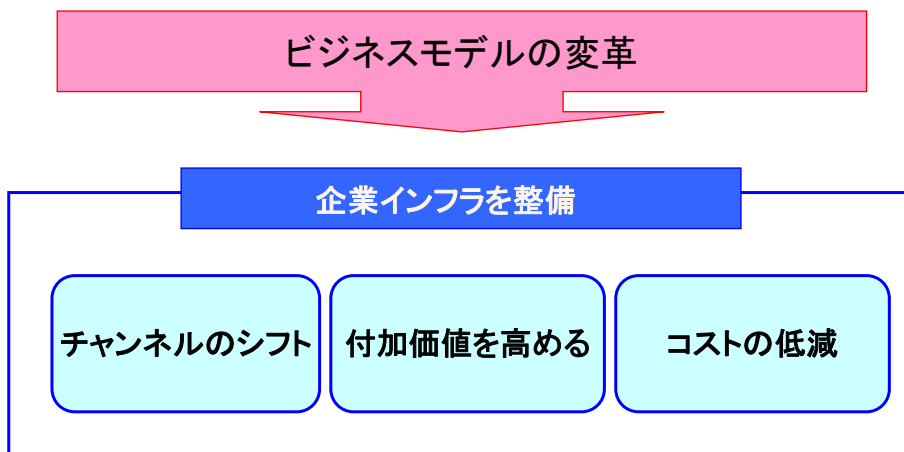 ビジネスモデルの変革
企業インフラを整備
チャンネルのシフト
付加価値を高める
コストの低減